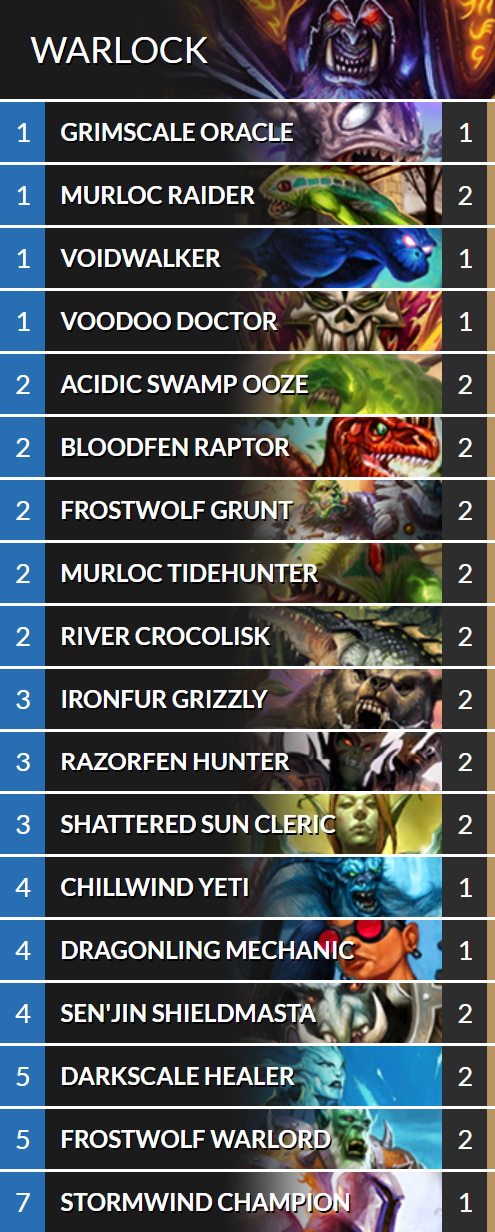 WARLOCK
1 GRIMSCALE ORACLE 1
1 MURLOC RAIDER 2
1 VOIDWALKER 1
1 VOODOO DOCTOR 1
2 ACIDIC SWAMP OOZE 2
2 BLOODFEN RAPTOR 2
2 FROSTWOLF GRUNT 2
2 MURLOC TIDEHUNTER 2
2 RIVER CROCOLISK 2
3 IRONFUR GRIZZLY 2
3 RAZORFEN HUNTER 2
3 SHATTERED SUN CLERIC 2
4 CHILLWIND YETI 1
4 DRAGONLING MECHANIC 1
4 SEN'JIN SHIELDMASTA 2
5 DARKSCALE HEALER 2
5 FROSTWOLF WARLORD 2
7 STORMWIND CHAMPION 1